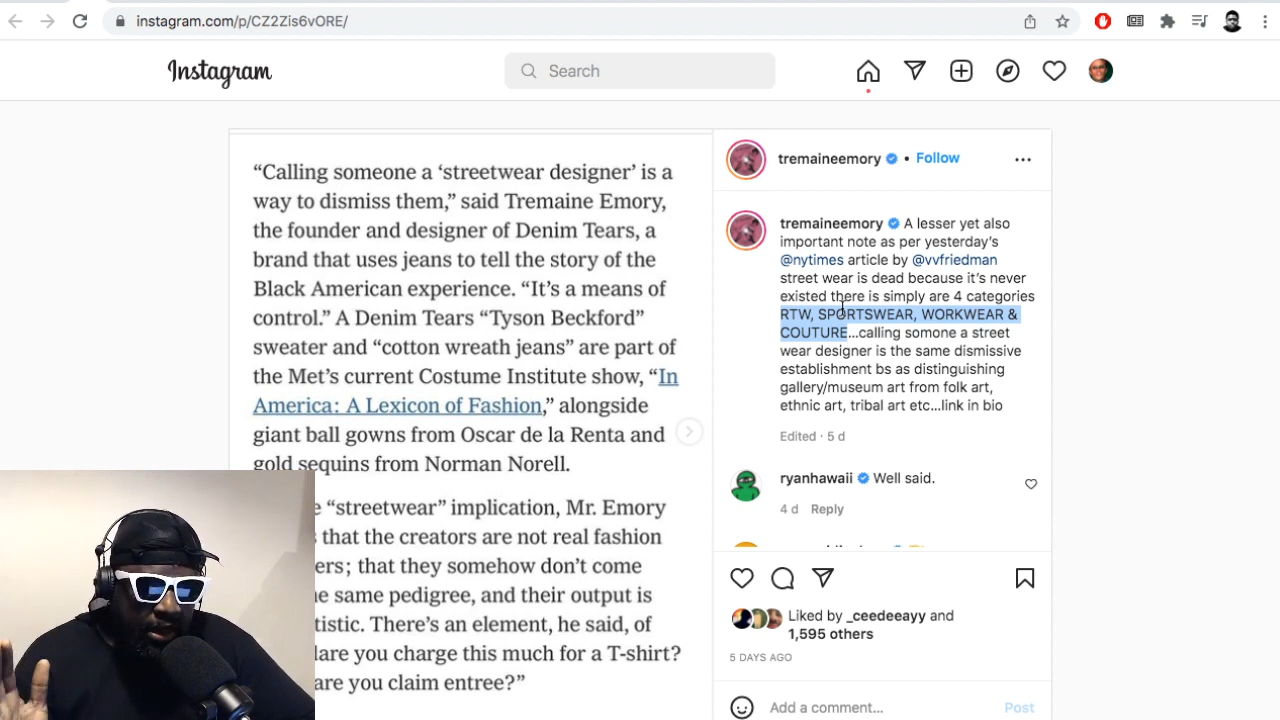 instagram.com/p/CZ2Zis6vORE/
Instagram
Search
“Calling someone a ‘streetwear designer’ is a
way to dismiss them,” said Tremaine Emory,
the founder and designer of Denim Tears, a
brand that uses jeans to tell the story of the
Black American experience. “It’s a means of
control.” A Denim Tears “Tyson Beckford”
sweater and “cotton wreath jeans” are part of
the Met’s current Costume Institute show, “In
America: A Lexicon of Fashion,” alongside
giant ball gowns from Oscar de la Renta and
gold sequins from Norman Norell.
“streetwear” implication, Mr. Emory
that the creators are not real fashion
that they somehow don’t come
same pedigree, and their output is
There’s an element, he said, of
you charge this much for a T-shirt?
are you claim entree?”
tremaineemory • Follow
tremaineemory A lesser yet also
important note as per yesterday’s
@nytimes article by @vvfriedman
street wear is dead because it’s never
existed there is simply are 4 categories
RTW, SPORTSWEAR, WORKWEAR &
COUTURE...calling somone a street
wear designer is the same dismissive
establishment bs as distinguishing
gallery/museum art from folk art,
ethnic art, tribal art etc...link in bio
Edited · 5 d
ryanhawaii Well said.
4 d Reply
Liked by _ceedeeayy and
1,595 others
5 DAYS AGO
Add a comment...
Post